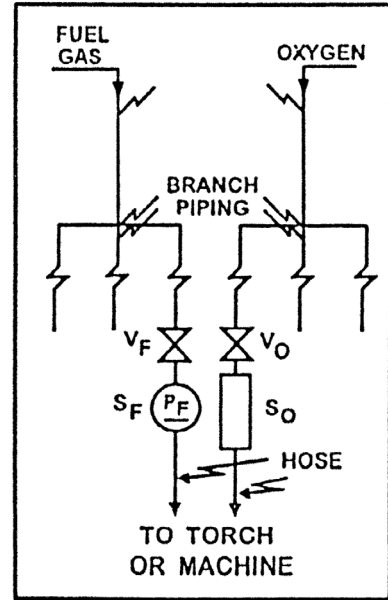 FUEL
GAS
OXYGEN
BRANCH
PIPING
VF
VO
SF
PF
SO
HOSE
TO TORCH
OR MACHINE